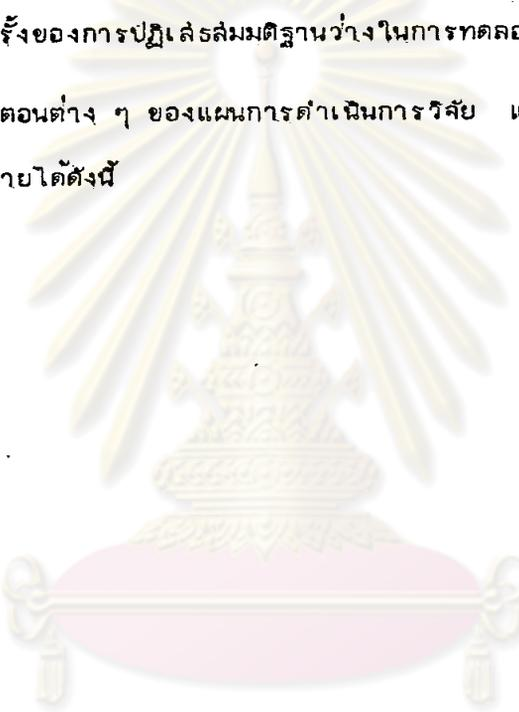 รั้งของการปฏิเสธสมมติฐานว่างในการทดลอ
ตอนต่าง ๆ ของแผนการดำเนินการวิจัย แ
ายได้ดังนี้